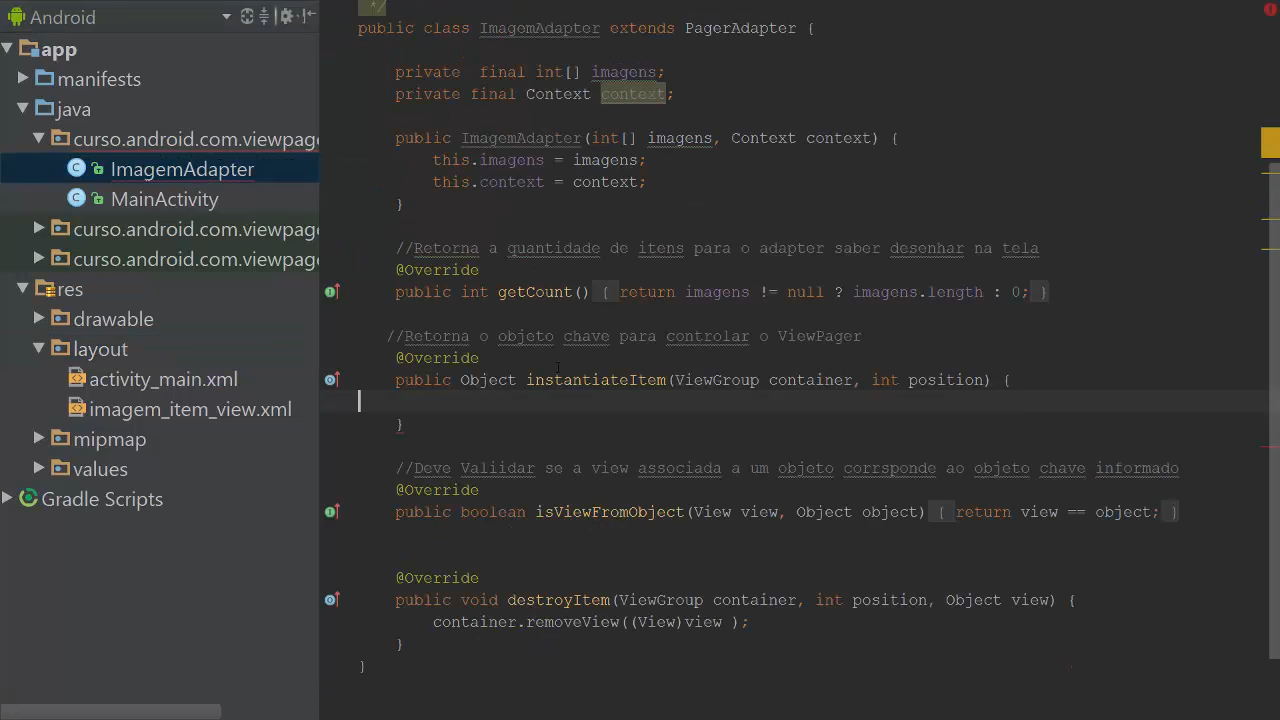 Android
app
manifests
java
curso.android.com.viewpage
ImagemAdapter
MainActivity
curso.android.com.viewpage
curso.android.com.viewpage
res
drawable
layout
activity_main.xml
imagem_item_view.xml
mipmap
values
Gradle Scripts
*/
public class ImagemAdapter extends PagerAdapter {
private final int[] imagens;
private final Context context;
public ImagemAdapter(int[] imagens, Context context) {
this.imagens = imagens;
this.context = context;
}
//Retorna a quantidade de itens para o adapter saber desenhar na tela
@Override
public int getCount() { return imagens != null ? imagens.length : 0; }
//Retorna o objeto chave para controlar o ViewPager
@Override
public Object instantiateItem(ViewGroup container, int position) {
}
//Deve Valiidar se a view associada a um objeto corrsponde ao objeto chave informado
@Override
public boolean isViewFromObject(View view, Object object) { return view == object; }
@Override
public void destroyItem(ViewGroup container, int position, Object view) {
container.removeView((View)view );
}
}